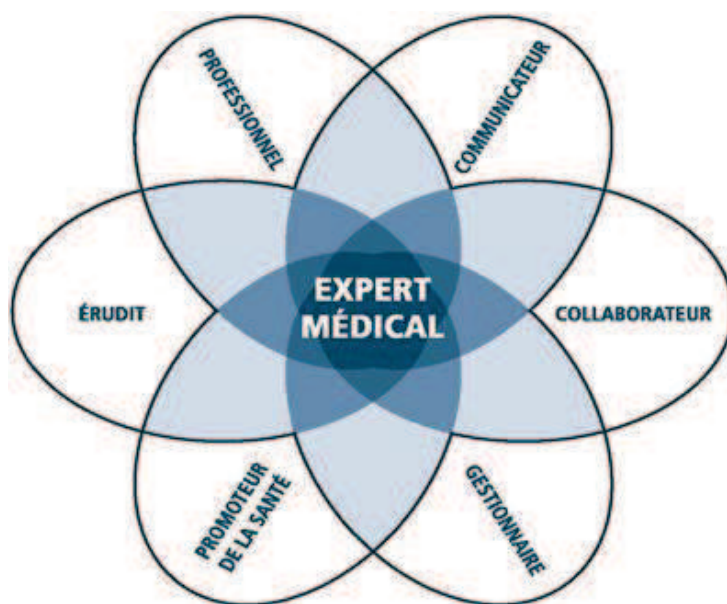 PROFESSIONNEL
COMMUNICATEUR
ÉRUDIT
EXPERT
MÉDICAL
COLLABORATEUR
PROMOTEUR
DE LA SANTÉ
GESTIONNAIRE